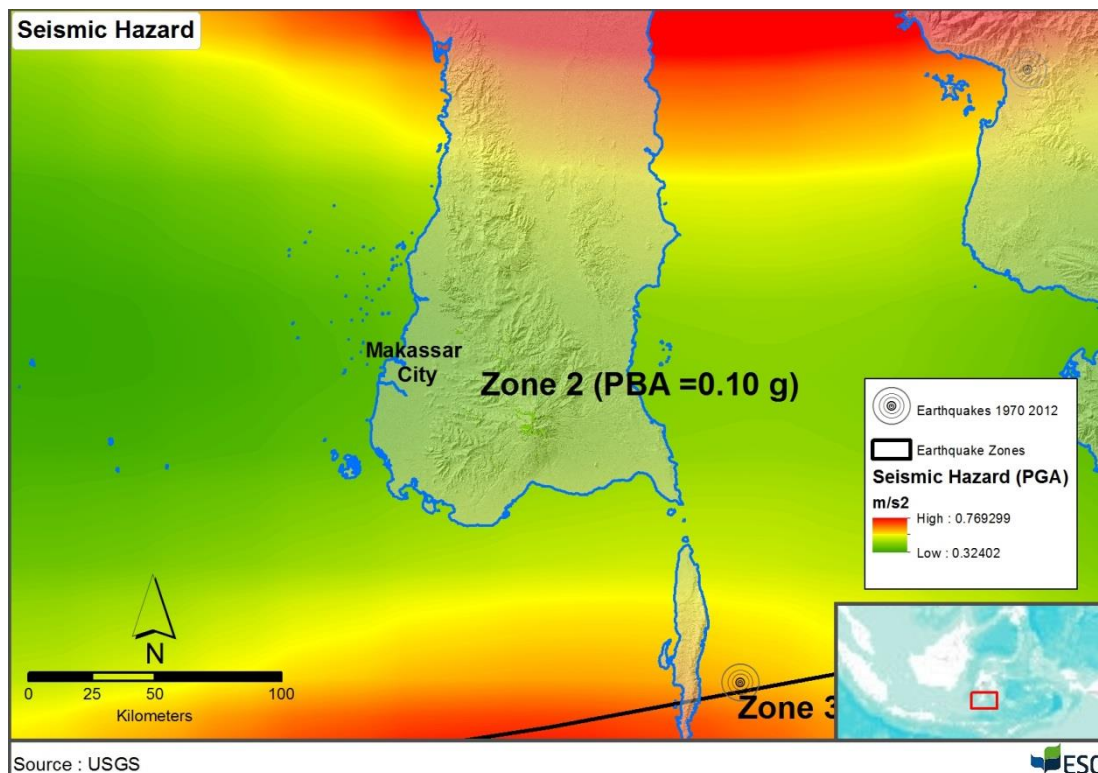 Seismic Hazard
Makassar
City
Zone 2 (PBA =0.10 g)
Earthquakes 1970 2012
Earthquake Zones
Seismic Hazard (PGA)
m/s2
High : 0.769299
Low : 0.32402
N
0 25 50 100
Kilometers
Zone 3
Source : USGS